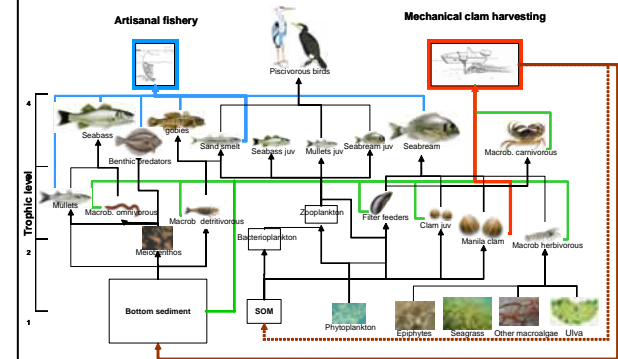 Artisanal fishery
Mechanical clam harvesting
Piscivorous birds
4
Seabass
gobies
Benthic predators
Sand smelt
Seabass juv
Mullets juv
Seabream juv
Seabream
Macrob. carnivorous
Trophic level
Mullets
Macrob. omnivorous
Macrob detritivorous
Zooplankton
Filter feeders
Clam juv
Manila clam
Macrob herbivorous
Bacterioplankton
Meiobenthos
2
Bottom sediment
SOM
1
Phytoplankton
Epiphytes
Seagrass
Other macroalgae
Ulva